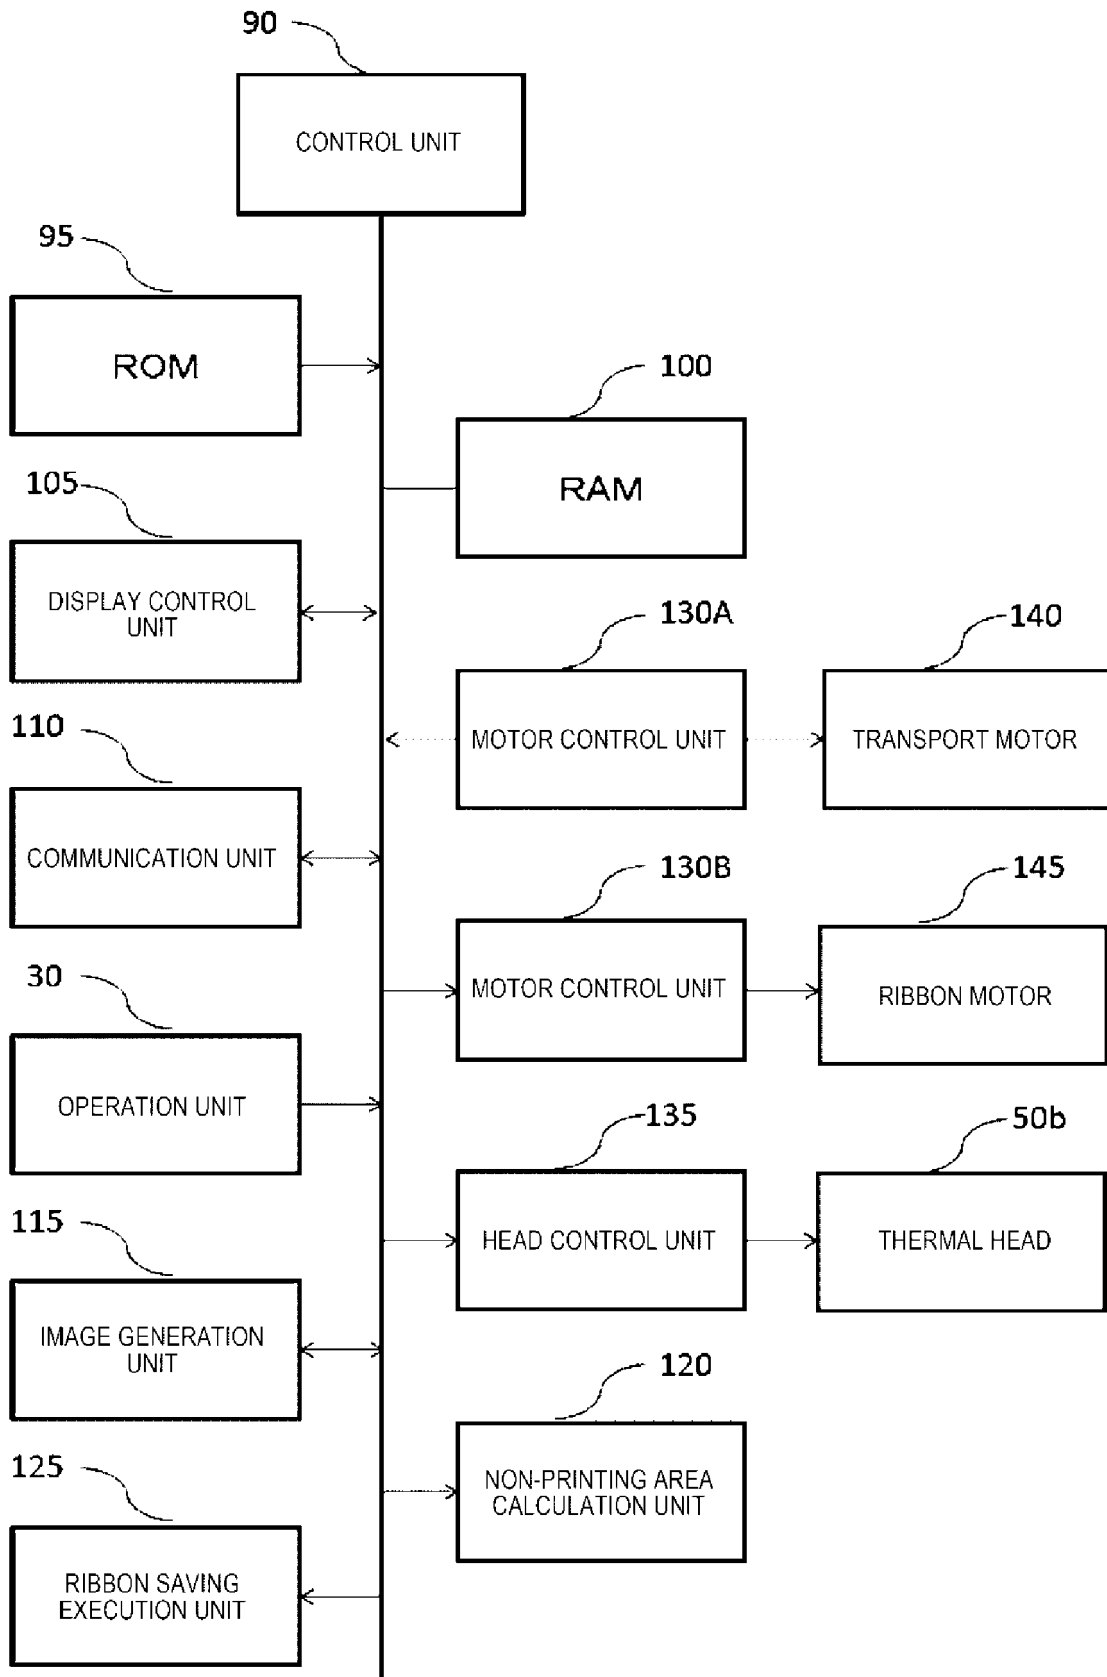 90
CONTROL UNIT
95
ROM
100
RAM
105
DISPLAY CONTROL
UNIT
130A
MOTOR CONTROL UNIT
140
TRANSPORT MOTOR
110
COMMUNICATION UNIT
130B
MOTOR CONTROL UNIT
145
RIBBON MOTOR
30
OPERATION UNIT
135
HEAD CONTROL UNIT
50b
THERMAL HEAD
115
IMAGE GENERATION
UNIT
120
NON-PRINTING AREA
CALCULATION UNIT
125
RIBBON SAVING
EXECUTION UNIT